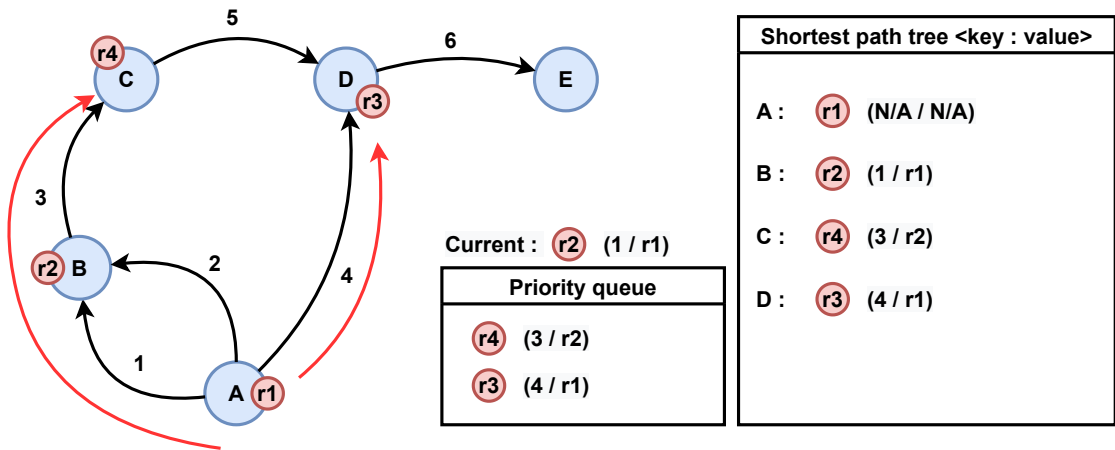 5
6
r4
C
D
r3
E
3
r2
B
2
1
4
A
r1
Current : r2 (1 / r1)
Priority queue
r4 (3 / r2)
r3 (4 / r1)
Shortest path tree <key : value>
A : r1 (N/A / N/A)
B : r2 (1 / r1)
C : r4 (3 / r2)
D : r3 (4 / r1)